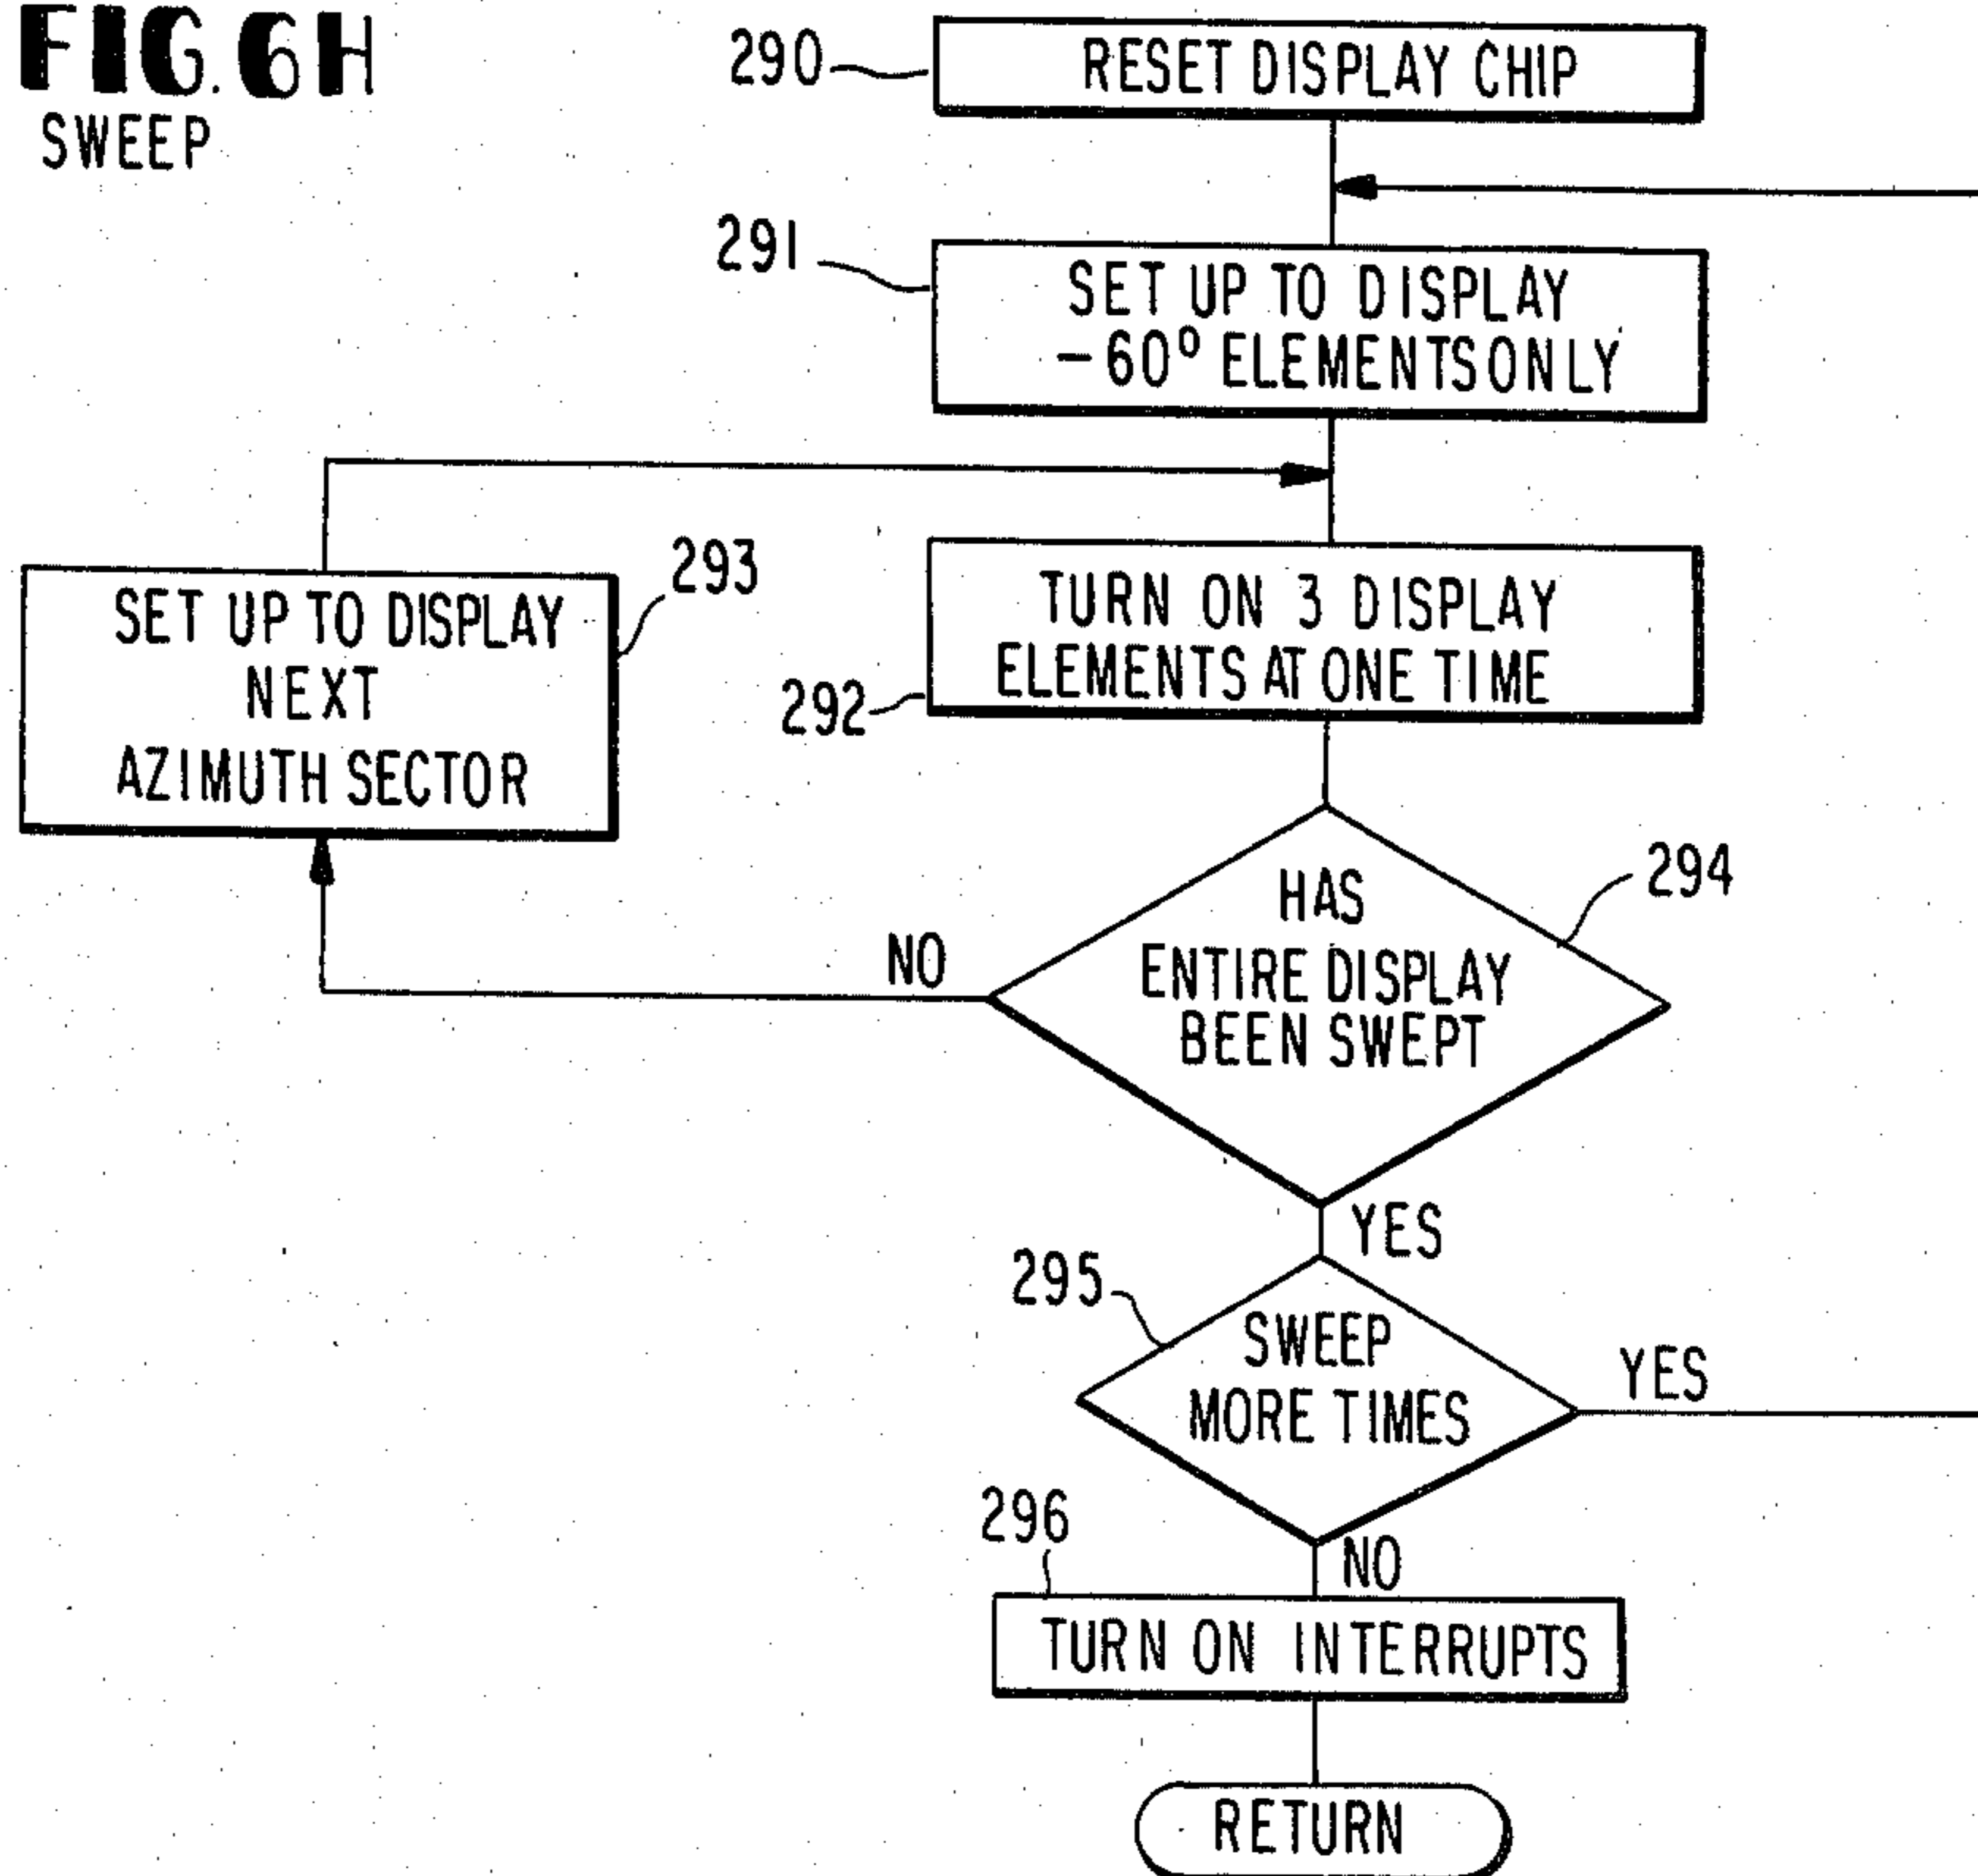 FIG. 6H
SWEEP
290
RESET DISPLAY CHIP
291
SET UP TO DISPLAY
-60° ELEMENTS ONLY
293
SET UP TO DISPLAY
NEXT
AZIMUTH SECTOR
292
TURN ON 3 DISPLAY
ELEMENTS AT ONE TIME
294
HAS
ENTIRE DISPLAY
BEEN SWEPT
NO
YES
295
SWEEP
MORE TIMES
YES
NO
296
TURN ON INTERRUPTS
RETURN